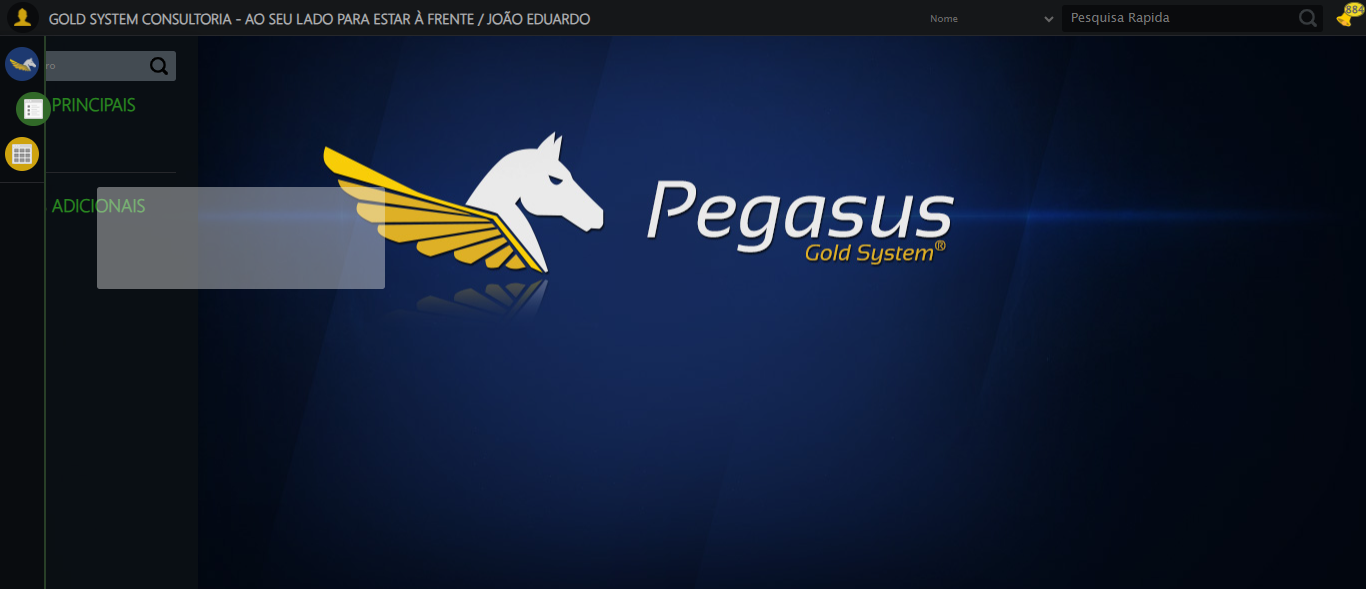 GOLD SYSTEM CONSULTORIA - AO SEU LADO PARA ESTAR À FRENTE / JOÃO EDUARDO
Nome
Pesquisa Rapida
884
ro
PRINCIPAIS
ADICIONAIS
Pegasus
Gold System®